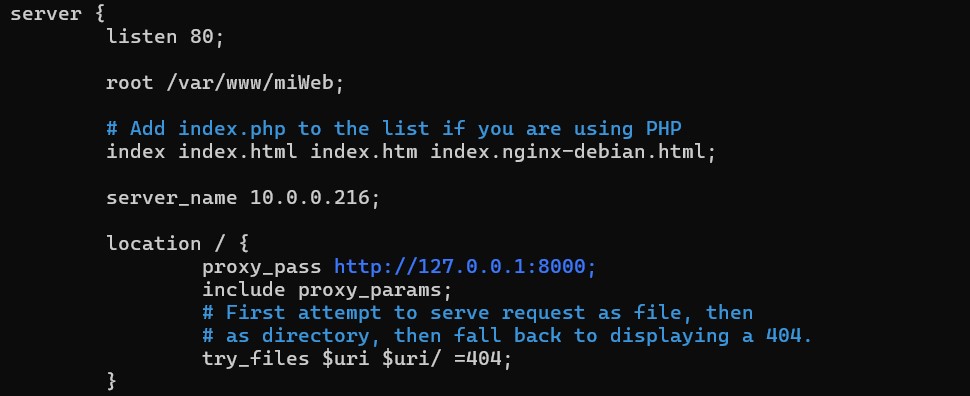 server {
listen 80;
root /var/www/miWeb;
# Add index.php to the list if you are using PHP
index index.html index.htm index.nginx-debian.html;
server_name 10.0.0.216;
location / {
proxy_pass http://127.0.0.1:8000;
include proxy_params;
# First attempt to serve request as file, then
# as directory, then fall back to displaying a 404.
try_files $uri $uri/ =404;
}